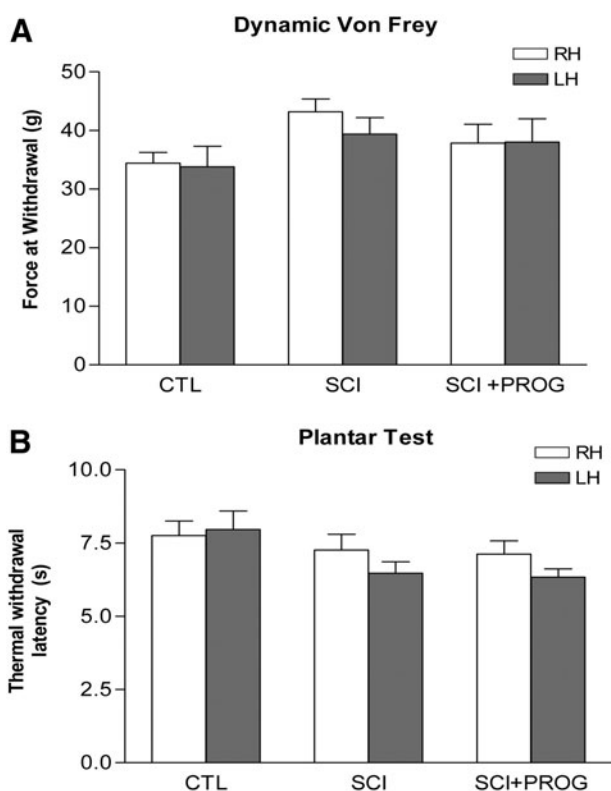 A
Dynamic Von Frey
RH
LH
Force at Withdrawal (g)
50
40
30
20
10
0
CTL
SCI
SCI +PROG
B
Plantar Test
RH
LH
Thermal withdrawal
latency (s)
10.0
7.5
5.0
2.5
0.0
CTL
SCI
SCI+PROG